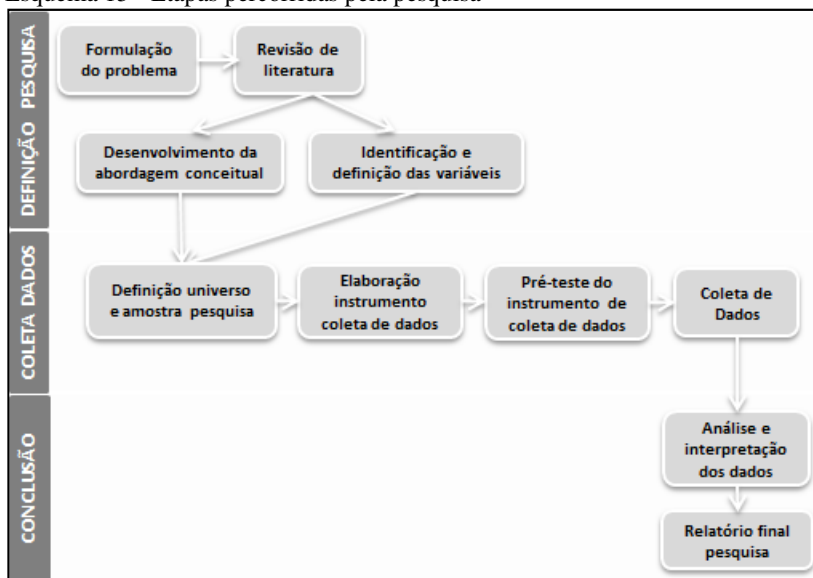 Esquema 15 - Etapas percorridas pela pesquisa
DEFINIÇÃO PESQUISA
Formulação
do problema
Revisão de
literatura
Desenvolvimento da
abordagem conceitual
Identificação e
definição das variáveis
COLETA DADOS
Definição universo
e amostra pesquisa
Elaboração
instrumento
coleta de dados
Pré-teste do
instrumento de
coleta de dados
Coleta de
Dados
CONCLUSÃO
Análise e
interpretação
dos dados
Relatório final
pesquisa